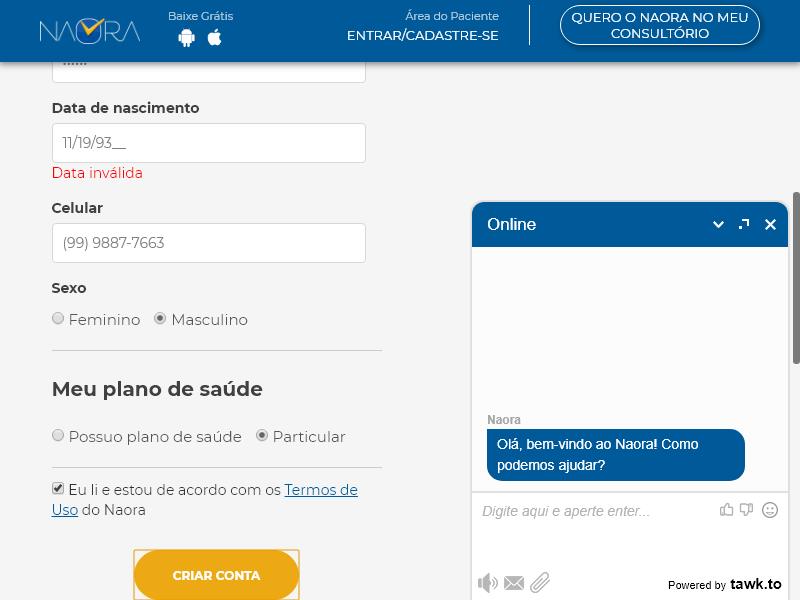 NAORA
Baixe Grátis
Área do Paciente
ENTRAR/CADASTRE-SE
QUERO O NAORA NO MEU
CONSULTÓRIO
Data de nascimento
11/19/93__
Data inválida
Celular
(99) 9887-7663
Sexo
Feminino
Masculino
Meu plano de saúde
Possuo plano de saúde
Particular
Eu li e estou de acordo com os Termos de
Uso do Naora
CRIAR CONTA
Online
Naora
Olá, bem-vindo ao Naora! Como
podemos ajudar?
Digite aqui e aperte enter...
Powered by tawk.to